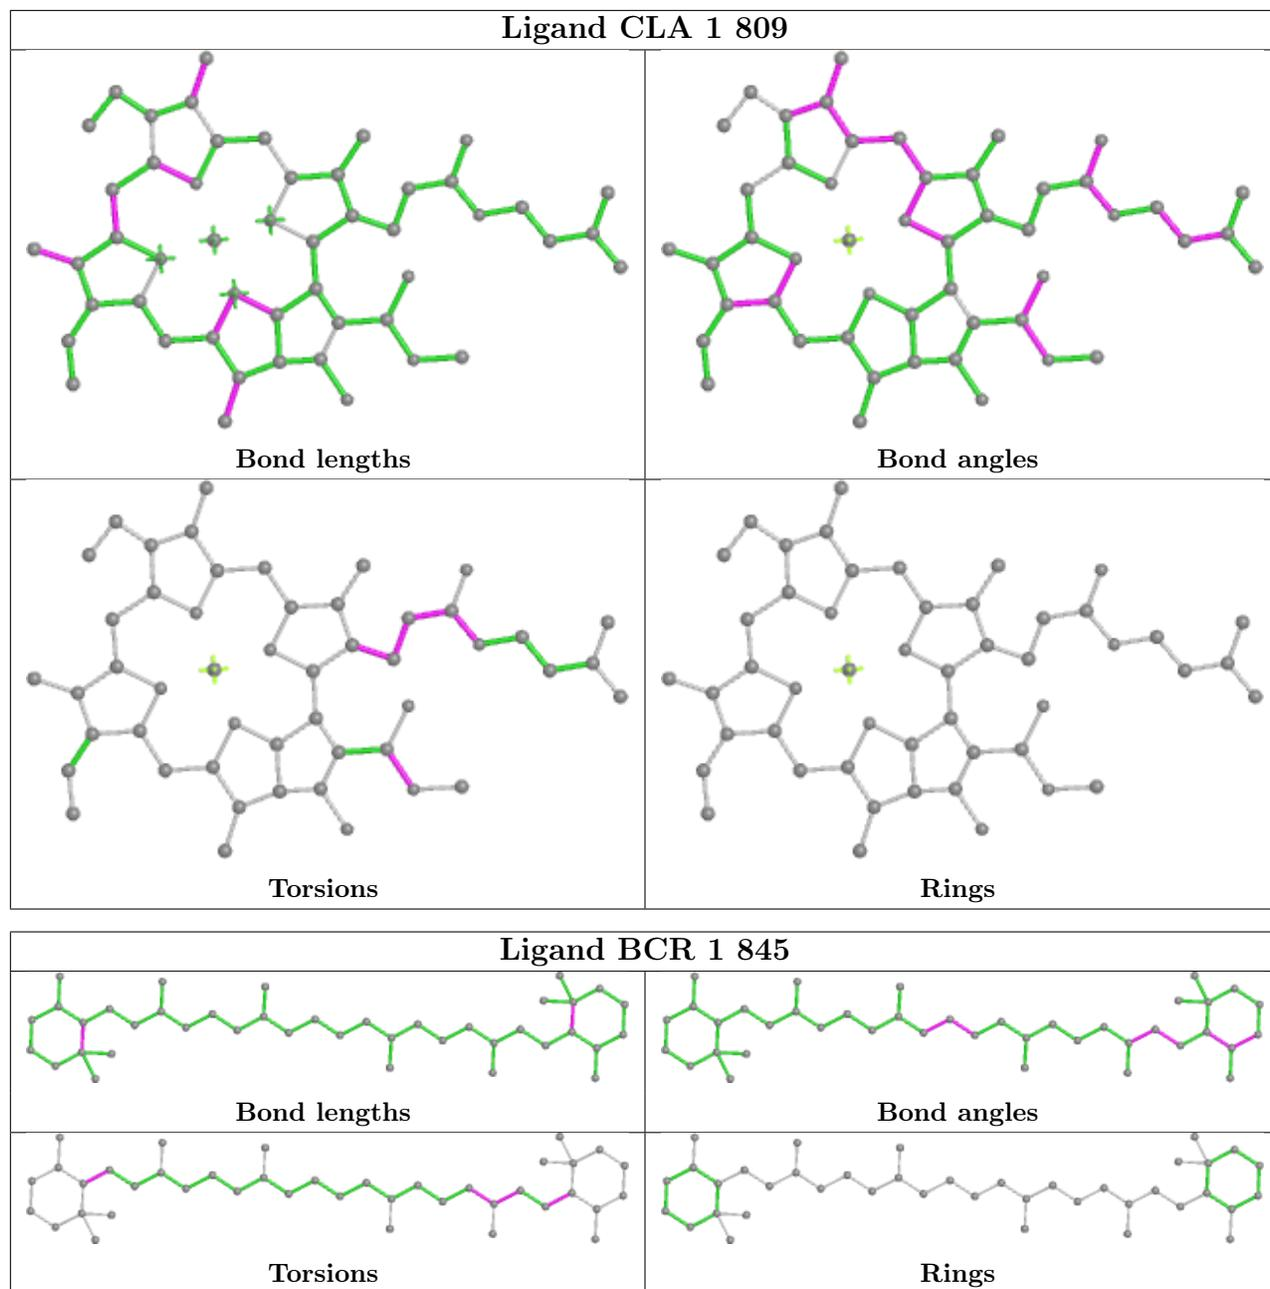 Ligand CLA 1 809
Bond lengths
Bond angles
Torsions
Rings
Ligand BCR 1 845
Bond lengths
Bond angles
Torsions
Rings